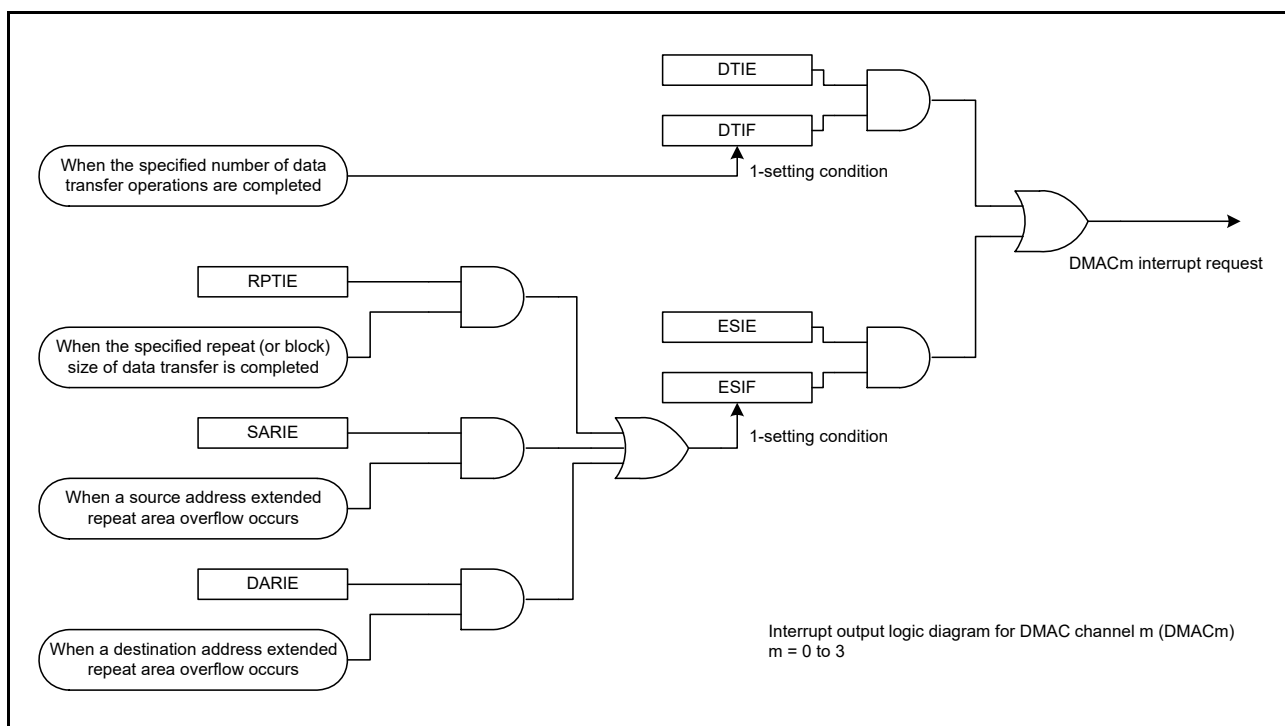 DTIE
DTIF
When the specified number of data
transfer operations are completed
1-setting condition
DMACm interrupt request
RPTIE
When the specified repeat (or block)
size of data transfer is completed
ESIE
ESIF
1-setting condition
SARIE
When a source address extended
repeat area overflow occurs
DARIE
When a destination address extended
repeat area overflow occurs
Interrupt output logic diagram for DMAC channel m (DMACm)
m = 0 to 3